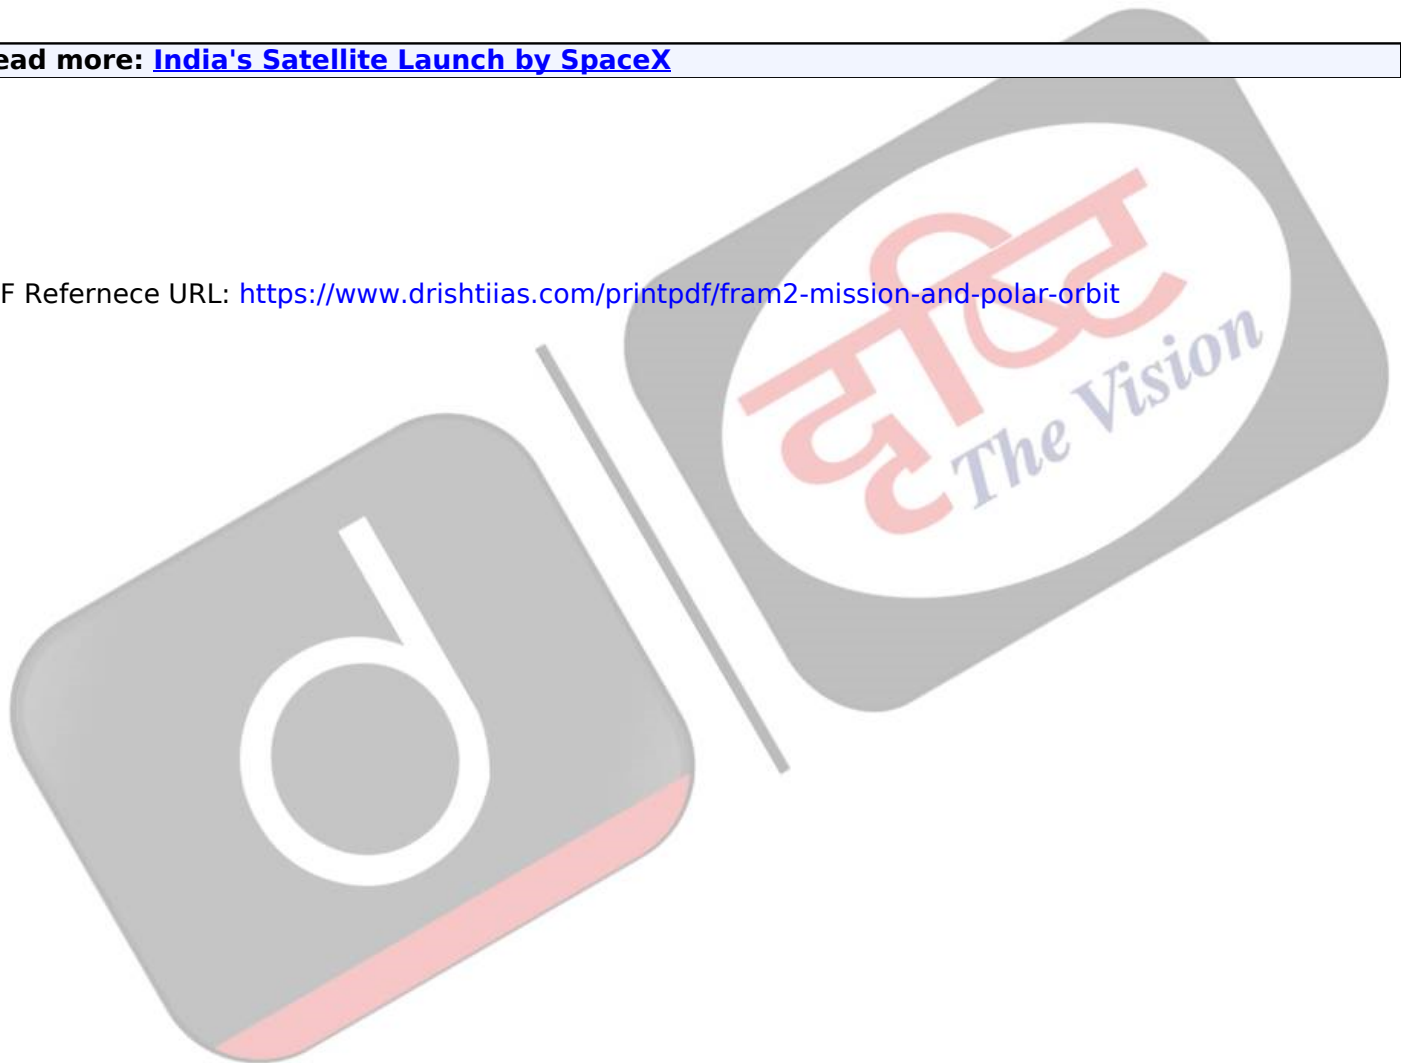 ead more: India's Satellite Launch by SpaceX
F Refernece URL: https://www.drishtiias.com/printpdf/fram2-mission-and-polar-orbit
दृष्टि
The Vision
d